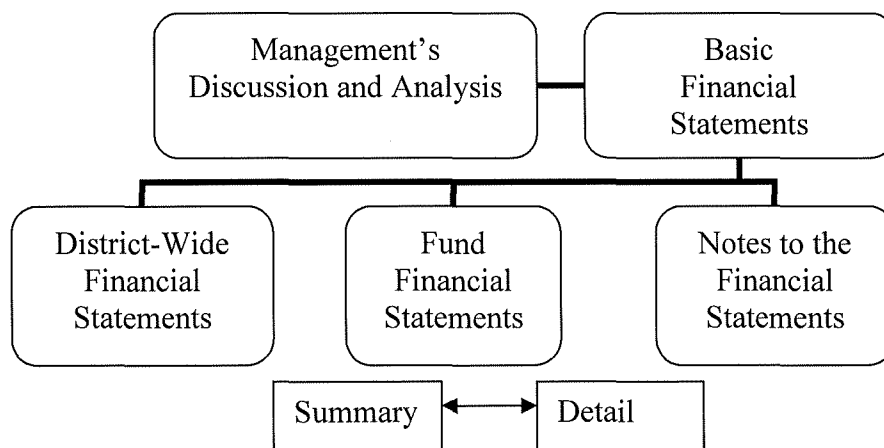 Management's
Discussion and Analysis
Basic
Financial
Statements
District-Wide
Financial
Statements
Fund
Financial
Statements
Notes to the
Financial
Statements
Summary
Detail